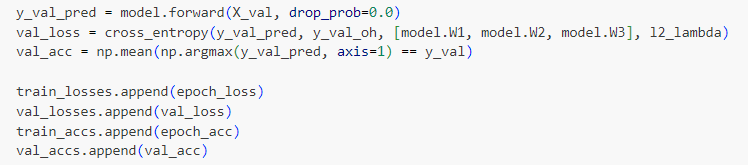 y_val_pred = model.forward(X_val, drop_prob=0.0)
val_loss = cross_entropy(y_val_pred, y_val_oh, [model.W1, model.W2, model.W3], l2_lambda)
val_acc = np.mean(np.argmax(y_val_pred, axis=1) == y_val)

train_losses.append(epoch_loss)
val_losses.append(val_loss)
train_accs.append(epoch_acc)
val_accs.append(val_acc)